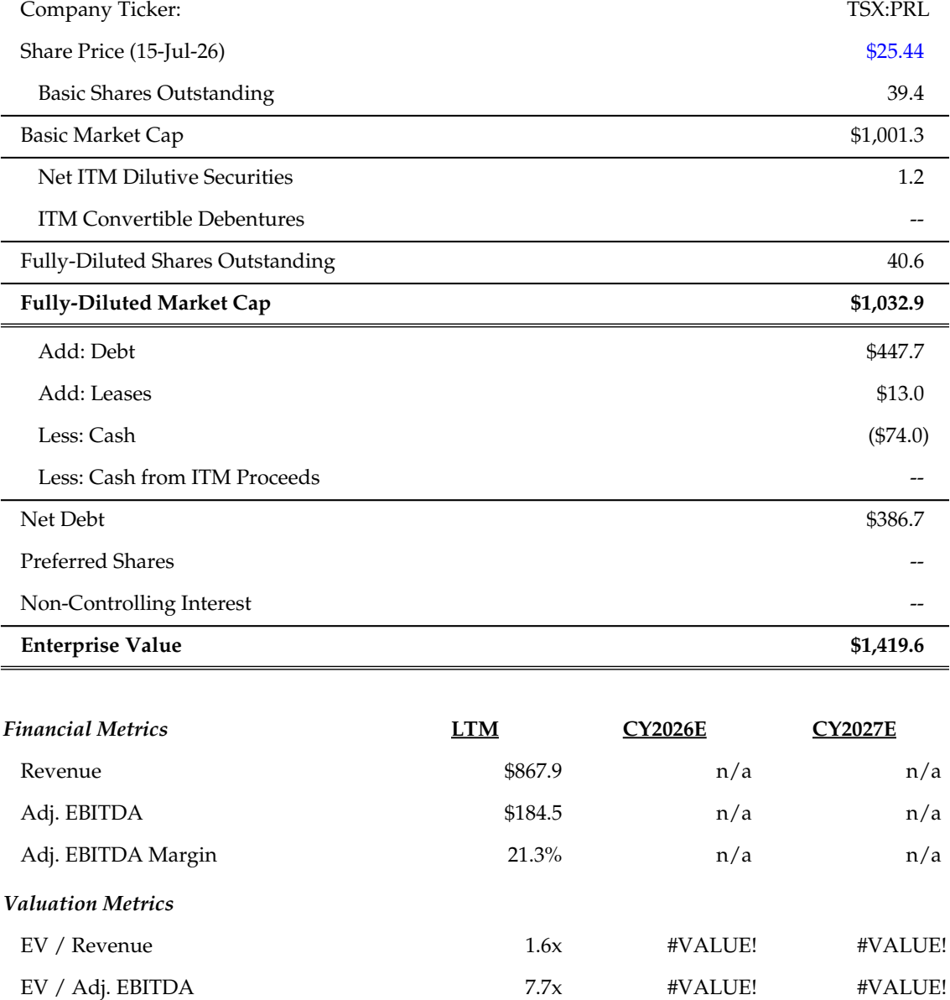 Company Ticker: TSX:PRL
Share Price (15-Jul-26) $25.44
Basic Shares Outstanding 39.4
Basic Market Cap $1,001.3
Net ITM Dilutive Securities 1.2
ITM Convertible Debentures --
Fully-Diluted Shares Outstanding 40.6
Fully-Diluted Market Cap $1,032.9
Add: Debt $447.7
Add: Leases $13.0
Less: Cash ($74.0)
Less: Cash from ITM Proceeds --
Net Debt $386.7
Preferred Shares --
Non-Controlling Interest --
Enterprise Value $1,419.6
Financial Metrics LTM CY2026E CY2027E
Revenue $867.9 n/a n/a
Adj. EBITDA $184.5 n/a n/a
Adj. EBITDA Margin 21.3% n/a n/a
Valuation Metrics
EV / Revenue 1.6x #VALUE! #VALUE!
EV / Adj. EBITDA 7.7x #VALUE! #VALUE!